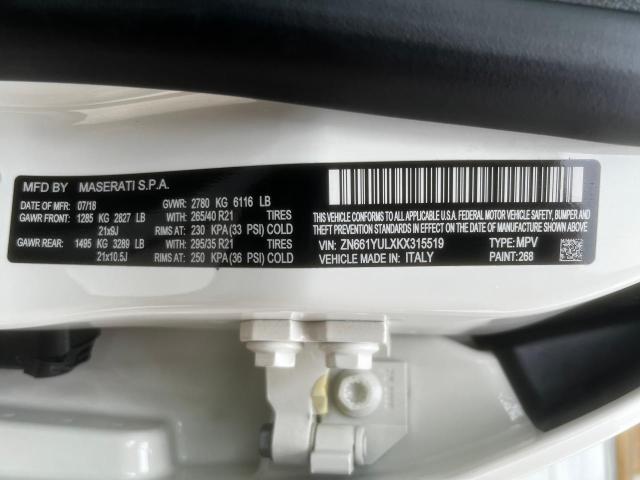 MFD BY MASERATI S.P.A.
DATE OF MFR: 07/18 GVWR: 2780 KG 6116 LB
GAWR FRONT: 1285 KG 2827 LB WITH 265/40 R21 TIRES
21x9J RIMS AT 230 KPA (33 PSI) COLD
GAWR REAR: 1495 KG 3289 LB WITH 295/35 R21 TIRES
21x10.5J RIMS AT 250 KPA (36 PSI) COLD
THIS VEHICLE CONFORMS TO ALL APPLICABLE U.S.A. FEDERAL MOTOR VEHICLE SAFETY, BUMPER, AND
THEFT PREVENTION STANDARDS IN EFFECT ON THE DATE OF MANUFACTURE SHOWN ABOVE.
VIN: ZN661YULXKX315519 TYPE: MPV
VEHICLE MADE IN: ITALY PAINT: 268